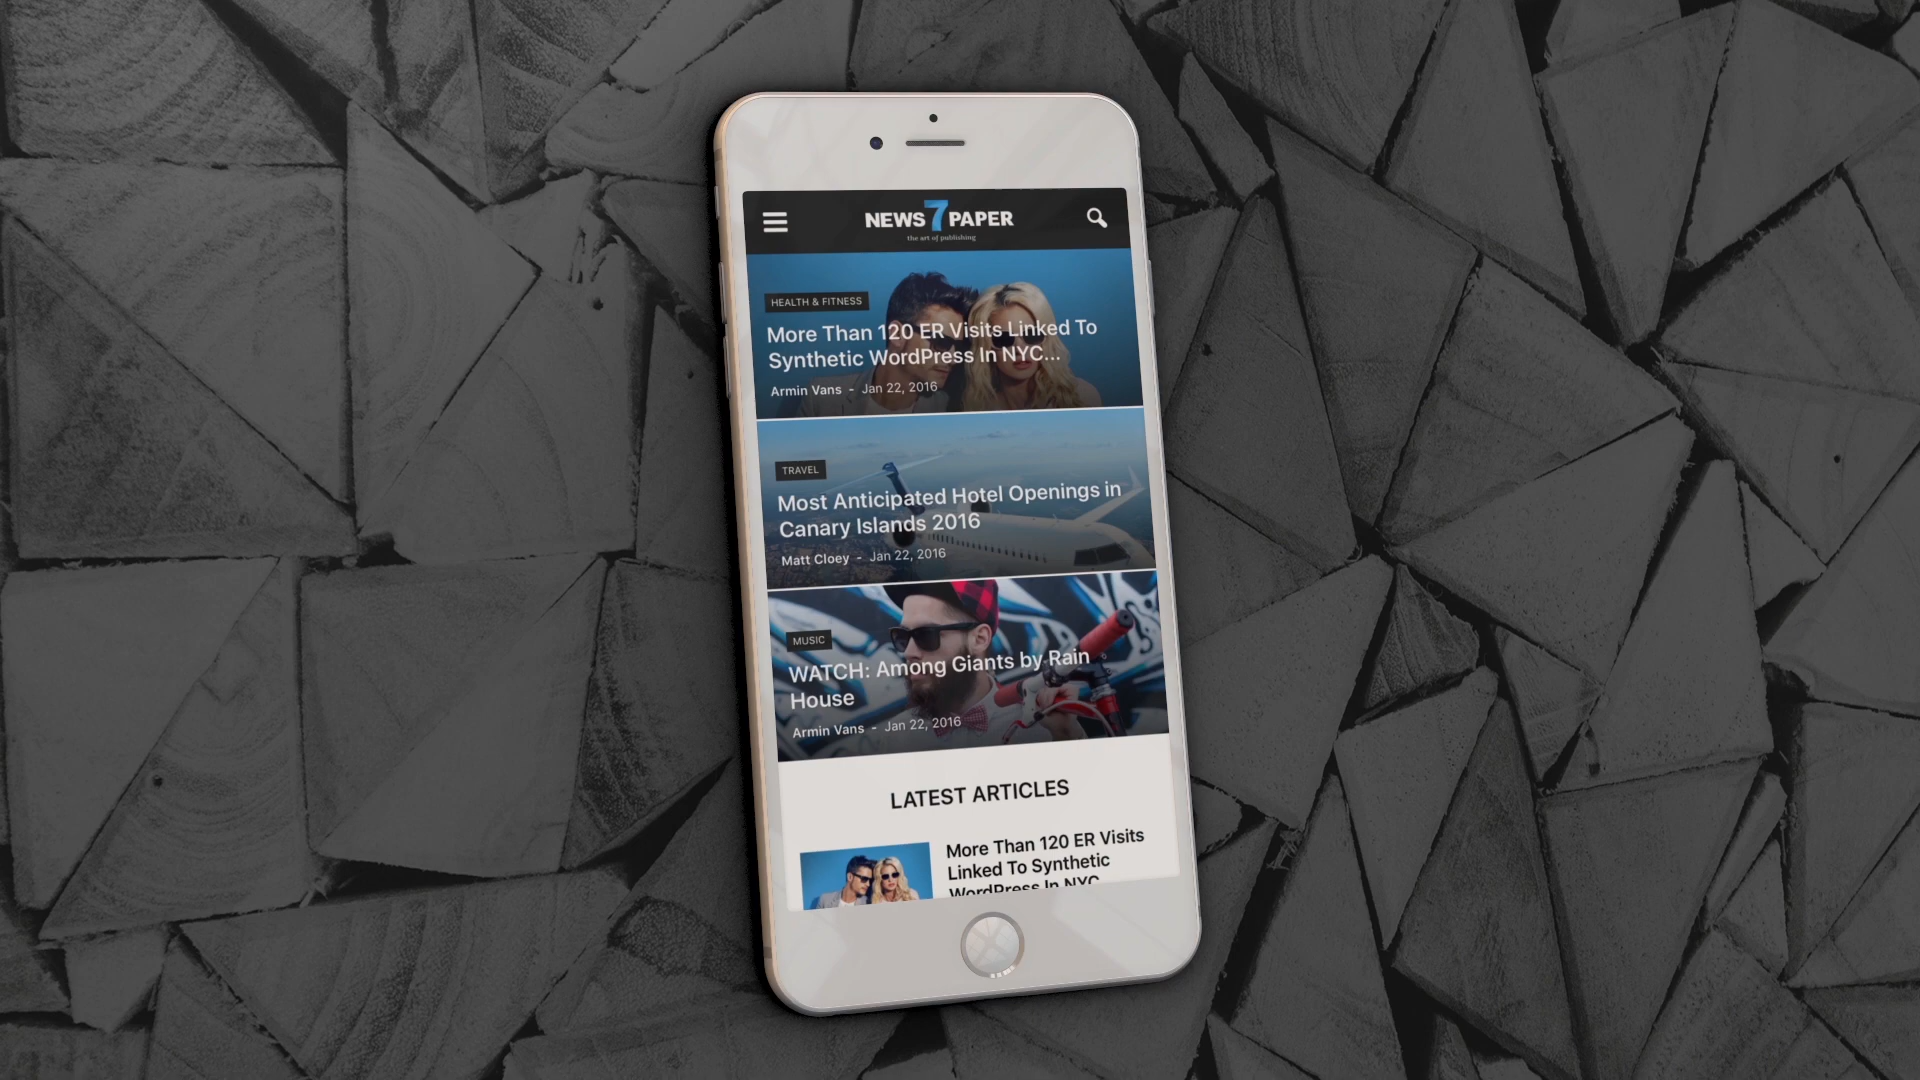 NEWS 7 PAPER
the art of publishing
HEALTH & FITNESS
More Than 120 ER Visits Linked To
Synthetic WordPress In NYC...
Armin Vans - Jan 22, 2016
TRAVEL
Most Anticipated Hotel Openings in
Canary Islands 2016
Matt Cloey - Jan 22, 2016
MUSIC
WATCH: Among Giants by Rain
House
Armin Vans - Jan 22, 2016
LATEST ARTICLES
More Than 120 ER Visits
Linked To Synthetic
WordPress In NYC